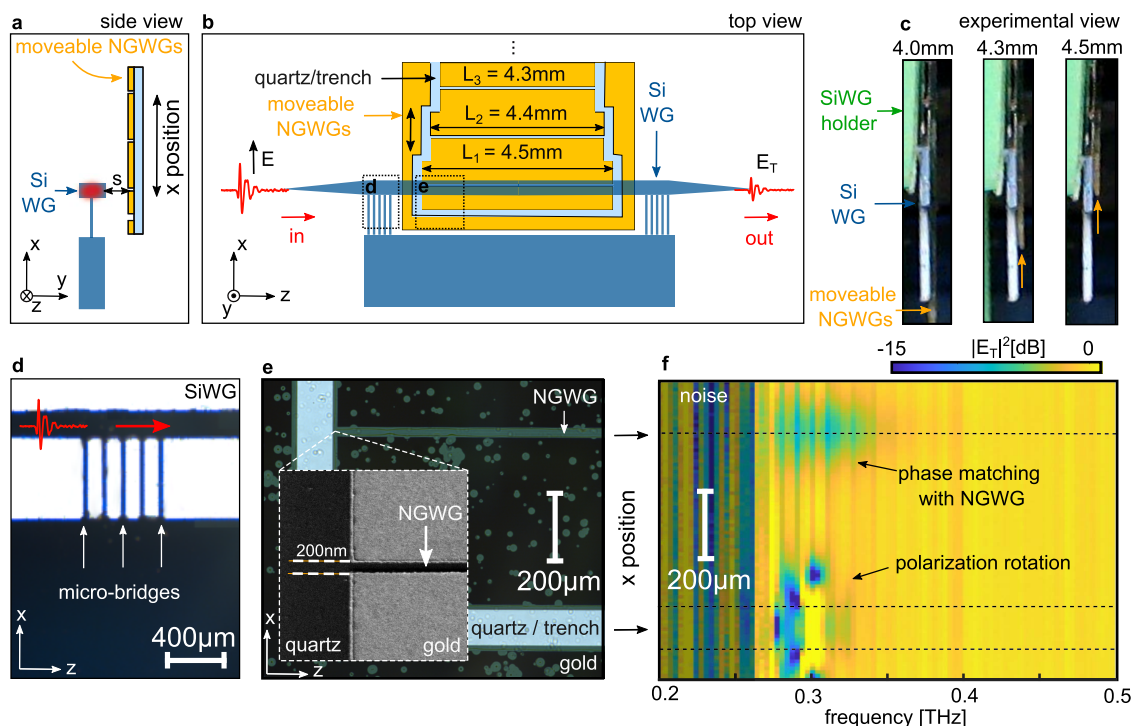 a side view
moveable NGWGs
x position
Si
WG
s
x
y
z
b top view
⋮
quartz/trench
moveable
NGWGs
L3 = 4.3mm
L2 = 4.4mm
L1 = 4.5mm
Si
WG
E
ET
d
e
in
out
x
y
z
c experimental view
4.0mm 4.3mm 4.5mm
SiWG
holder
Si
WG
moveable
NGWGs
d SiWG
micro-bridges
x
z
400µm
e
NGWG
NGWG
200nm
200µm
quartz
gold
quartz / trench
gold
x
z
-15 |ET|²[dB] 0
f
noise
phase matching
with NGWG
polarization rotation
200µm
x position
0.2 0.3 0.4 0.5
frequency [THz]